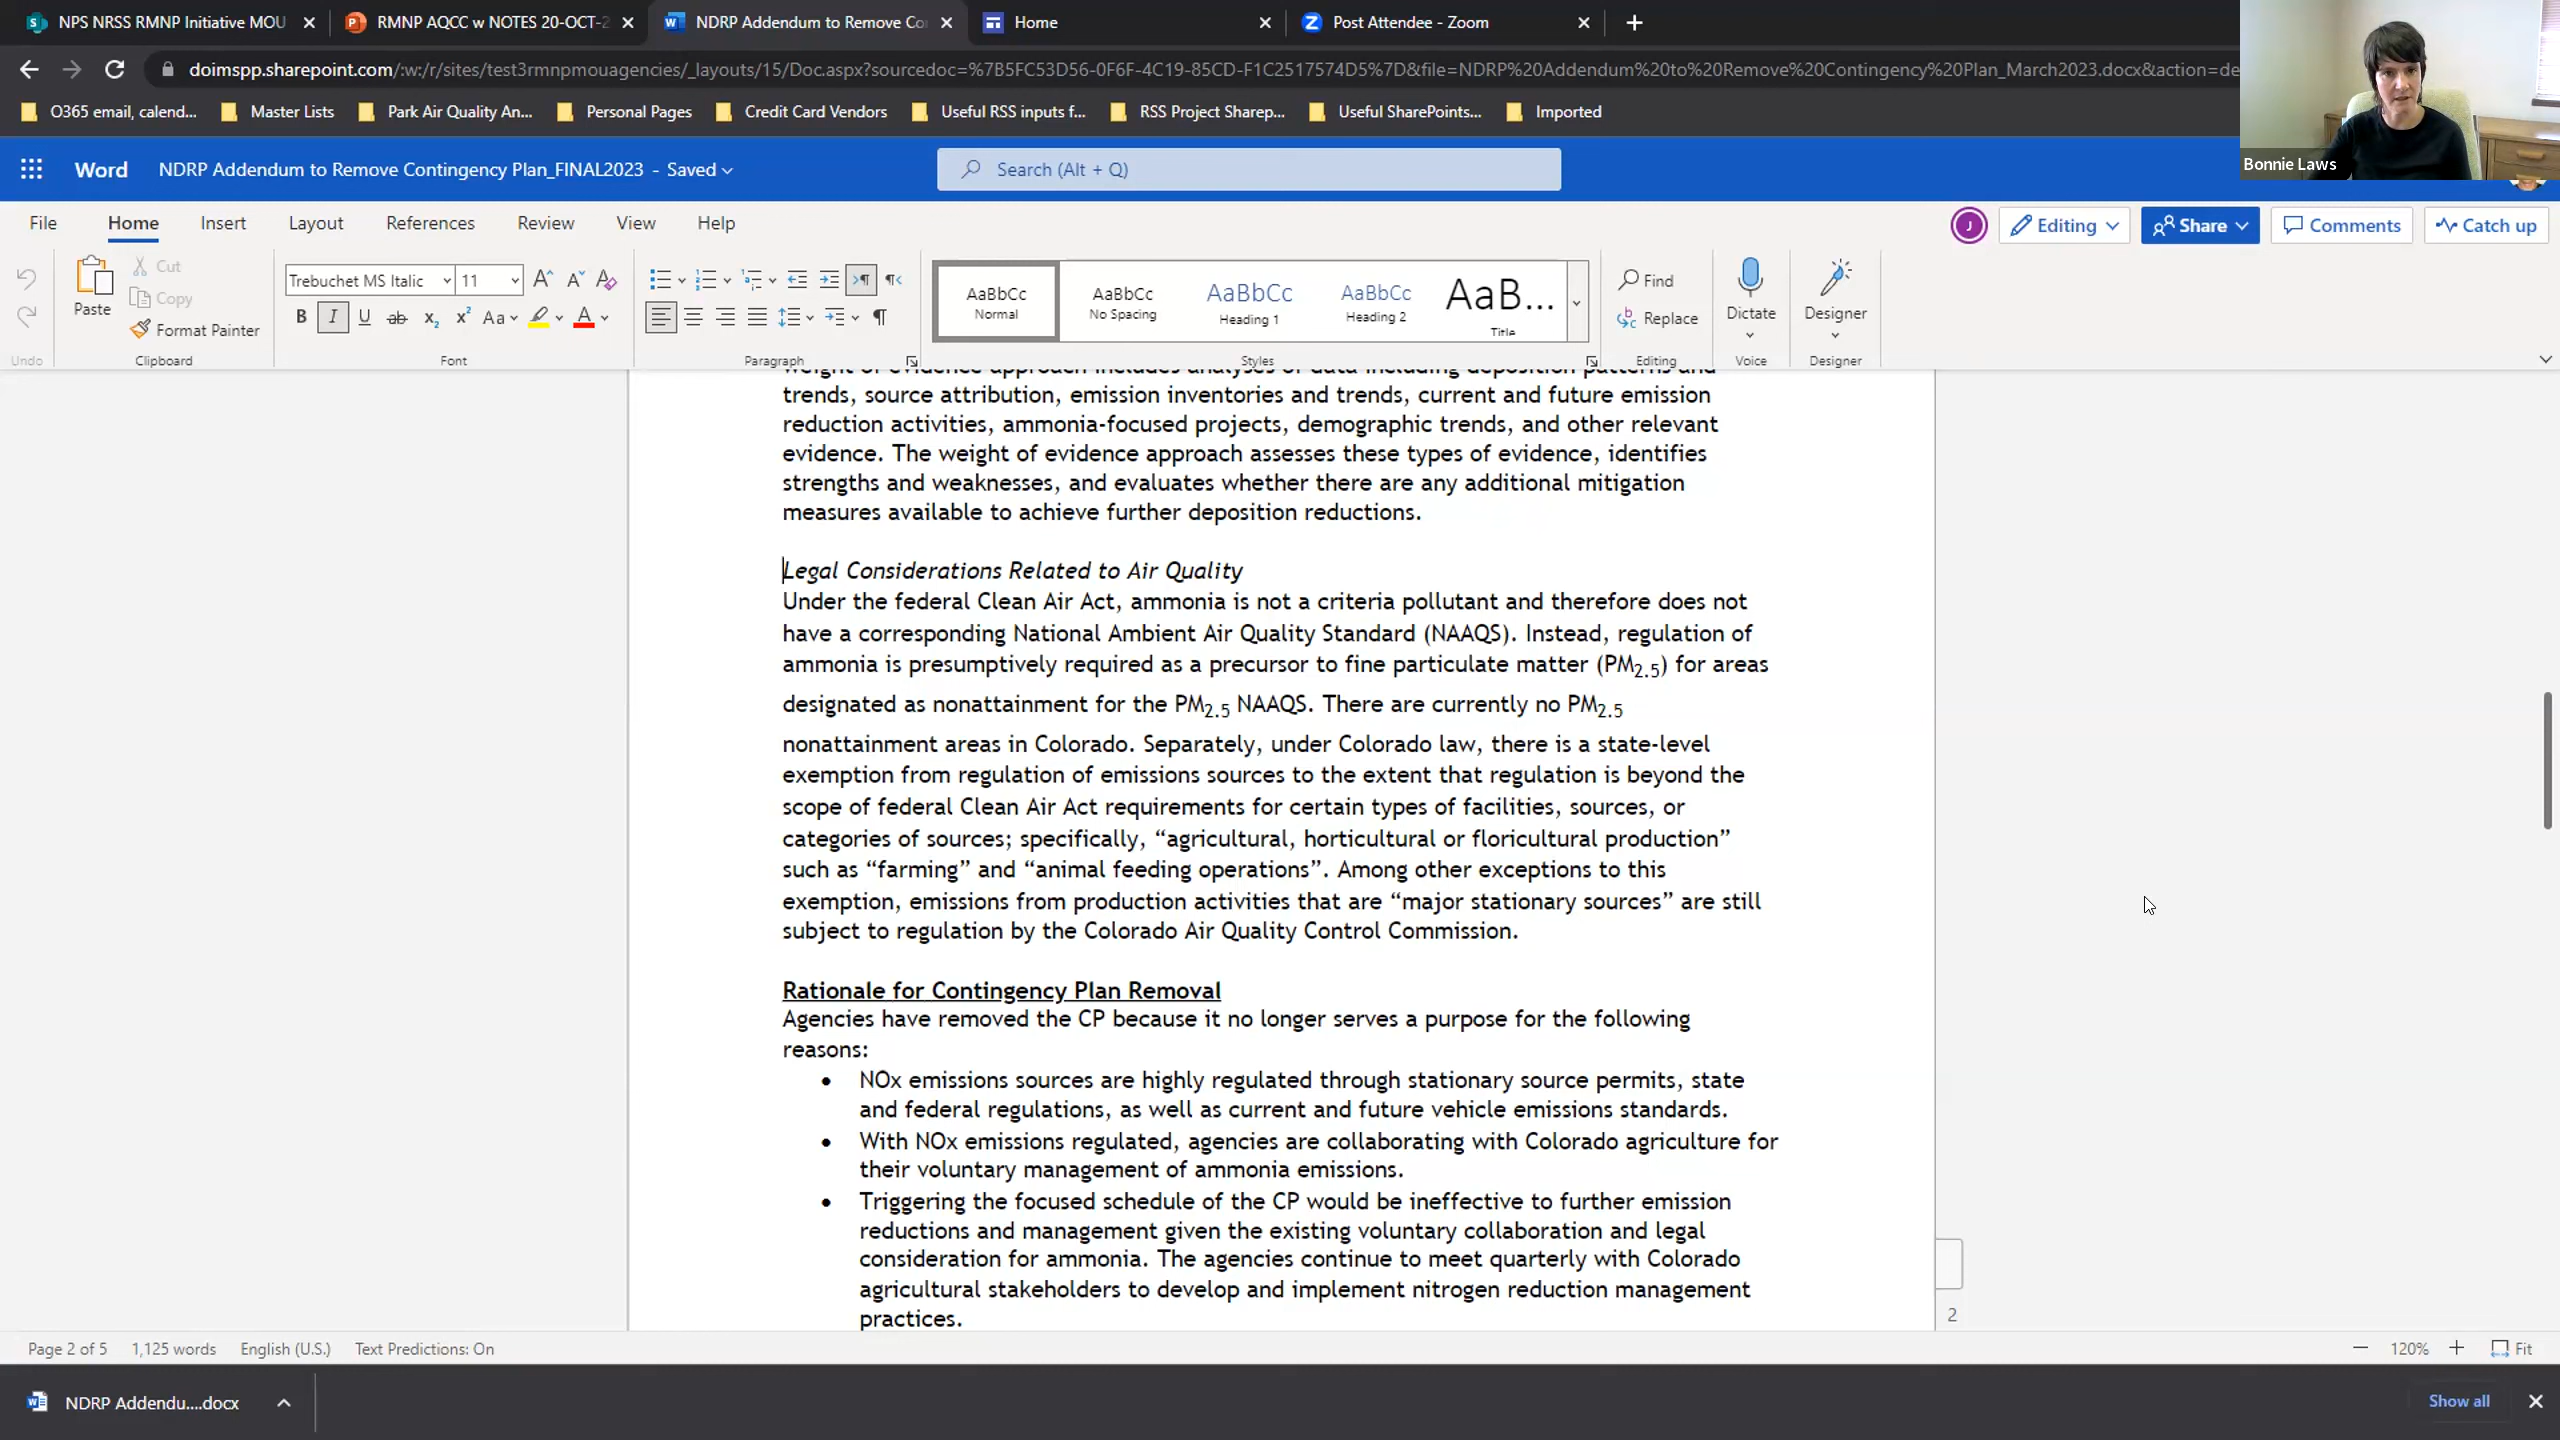 NPS NRSS RMNP Initiative MOU
RMNP AQCC w NOTES 20-OCT-2
NDRP Addendum to Remove Co
Home
Post Attendee - Zoom
doimspp.sharepoint.com/:w:/r/sites/test3rmnpmouagencies/_layouts/15/Doc.aspx?sourcedoc=%7B5FC53D56-0F6F-4C19-85CD-F1C2517574D5%7D&file=NDRP%20Addendum%20to%20Remove%20Contingency%20Plan_March2023.docx&action=de
O365 email, calend...
Master Lists
Park Air Quality An...
Personal Pages
Credit Card Vendors
Useful RSS inputs f...
RSS Project Sharep...
Useful SharePoints...
Imported
Bonnie Laws
Word
NDRP Addendum to Remove Contingency Plan_FINAL2023 - Saved
Search (Alt + Q)
File
Home
Insert
Layout
References
Review
View
Help
J
Editing
Share
Comments
Catch up
Undo
Paste
Cut
Copy
Format Painter
Clipboard
Trebuchet MS Italic
11
Font
Paragraph
AaBbCc
Normal
AaBbCc
No Spacing
AaBbCc
Heading 1
AaBbCc
Heading 2
AaB...
Title
Styles
Find
Replace
Editing
Dictate
Voice
Designer
Designer
weight of evidence approach includes analyses of data including deposition patterns and
trends, source attribution, emission inventories and trends, current and future emission
reduction activities, ammonia-focused projects, demographic trends, and other relevant
evidence. The weight of evidence approach assesses these types of evidence, identifies
strengths and weaknesses, and evaluates whether there are any additional mitigation
measures available to achieve further deposition reductions.
Legal Considerations Related to Air Quality
Under the federal Clean Air Act, ammonia is not a criteria pollutant and therefore does not
have a corresponding National Ambient Air Quality Standard (NAAQS). Instead, regulation of
ammonia is presumptively required as a precursor to fine particulate matter (PM2.5) for areas
designated as nonattainment for the PM2.5 NAAQS. There are currently no PM2.5
nonattainment areas in Colorado. Separately, under Colorado law, there is a state-level
exemption from regulation of emissions sources to the extent that regulation is beyond the
scope of federal Clean Air Act requirements for certain types of facilities, sources, or
categories of sources; specifically, “agricultural, horticultural or floricultural production”
such as “farming” and “animal feeding operations”. Among other exceptions to this
exemption, emissions from production activities that are “major stationary sources” are still
subject to regulation by the Colorado Air Quality Control Commission.
Rationale for Contingency Plan Removal
Agencies have removed the CP because it no longer serves a purpose for the following
reasons:
• NOx emissions sources are highly regulated through stationary source permits, state
and federal regulations, as well as current and future vehicle emissions standards.
• With NOx emissions regulated, agencies are collaborating with Colorado agriculture for
their voluntary management of ammonia emissions.
• Triggering the focused schedule of the CP would be ineffective to further emission
reductions and management given the existing voluntary collaboration and legal
consideration for ammonia. The agencies continue to meet quarterly with Colorado
agricultural stakeholders to develop and implement nitrogen reduction management
practices.
2
Page 2 of 5
1,125 words
English (U.S.)
Text Predictions: On
120%
Fit
NDRP Addendu....docx
Show all